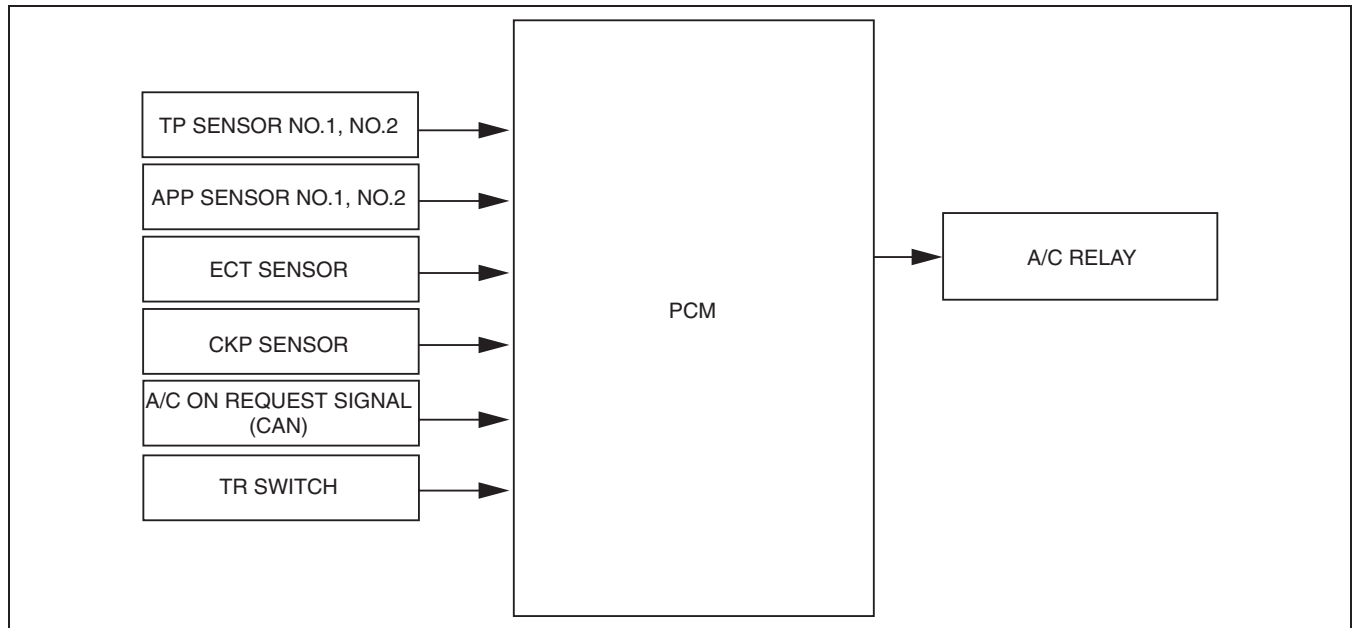 TP SENSOR NO.1, NO.2
APP SENSOR NO.1, NO.2
ECT SENSOR
CKP SENSOR
A/C ON REQUEST SIGNAL
(CAN)
TR SWITCH
PCM
A/C RELAY